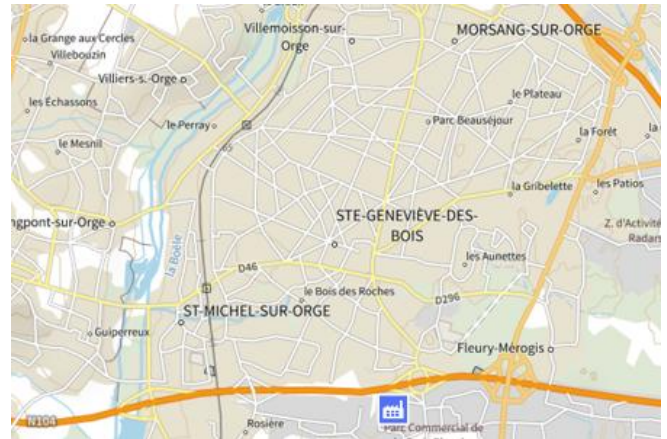 la Grange aux Cercles
Villebouzin
Villemoisson-sur-
Orge
MORSANG-SUR-ORGE
Villiers-s.-Orge
les Échassons
le Perray
le Plateau
Parc Beauséjour
la Forêt
le Mesnil
la Gribelette
les Patios
ngpont-sur-Orge
STE-GENEVIÈVE-DES-
BOIS
Z. d'Activité
Radars
la Boële
les Aunettes
D46
le Bois des Roches
D296
ST-MICHEL-SUR-ORGE
Guiperreux
Fleury-Mérogis
N104
Rosière
Parc Commercial de